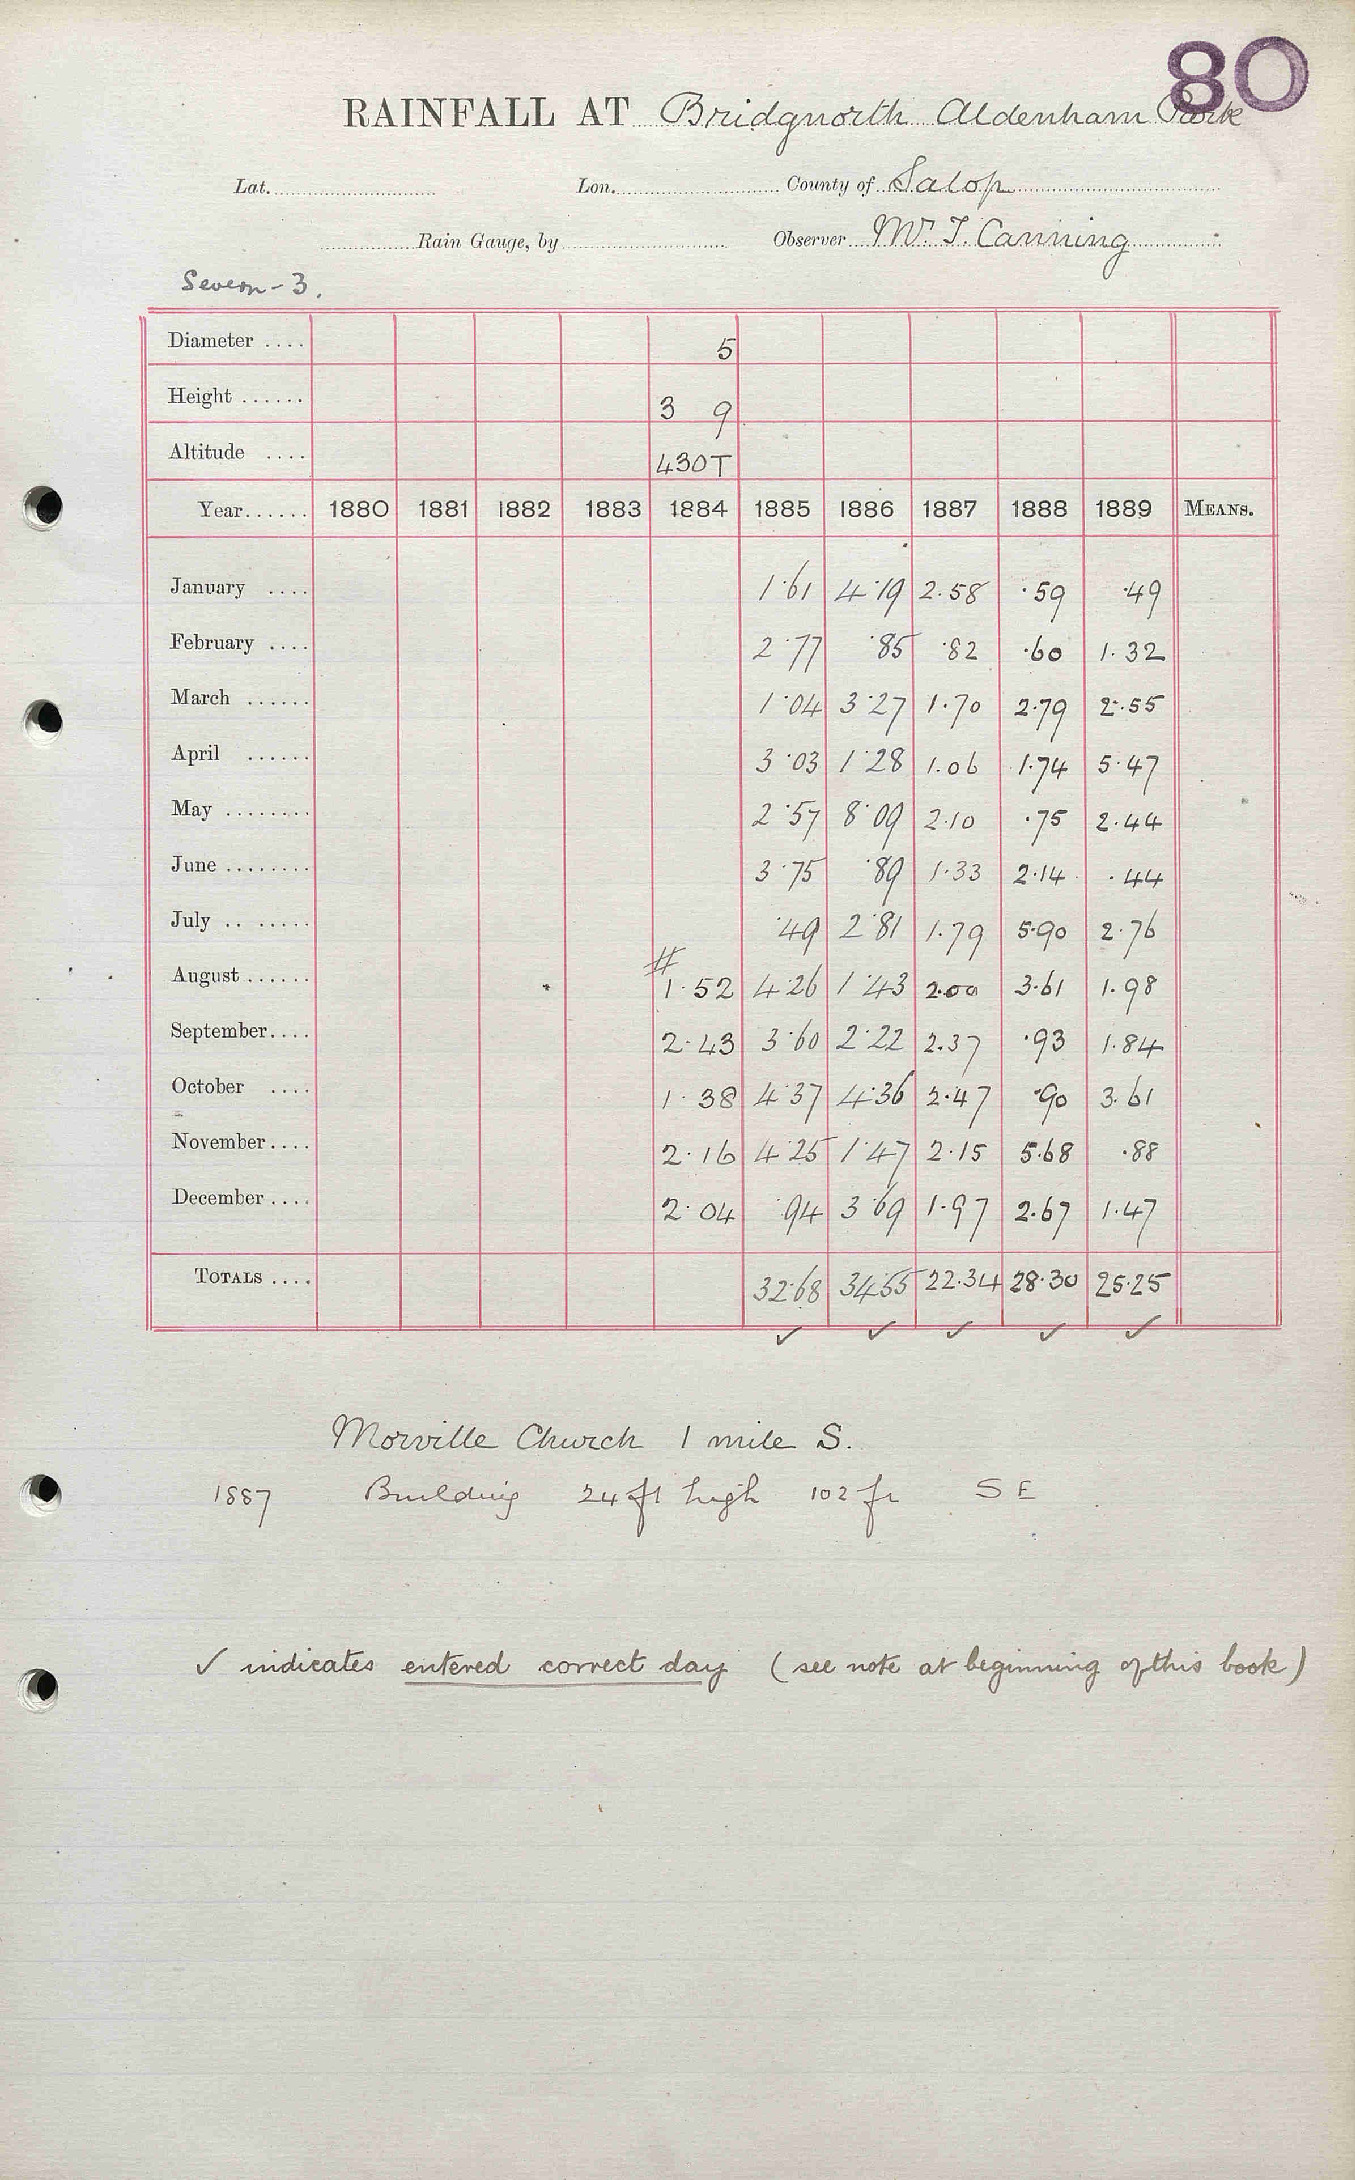 80
RAINFALL AT Bridgnorth Aldenham Park
Lat. Lon. County of Salop
Rain Gauge, by Observer Mr. J. Canning
Severn - 3.
Diameter .... 5
Height ...... 3 9
Altitude .... 430T
Year...... 1880 1881 1882 1883 1884 1885 1886 1887 1888 1889 MEANS.
January .... 1·61 4·19 2.58 ·59 ·49
February .... 2·77 ·85 ·82 ·60 1.32
March ...... 1·04 3·27 1.70 2.79 2.55
April ...... 3·03 1·28 1.06 1.74 5.47
May ........ 2·57 8·09 2.10 .75 2.44
June ........ 3·75 ·89 1.33 2.14 .44
July .. ..... ·49 2·81 1.79 5.90 2.76
#
August ...... 1.52 4·26 1·43 2.00 3.61 1.98
September.... 2.43 3·60 2·22 2.37 ·93 1.84
October .... 1.38 4·37 4·36 2.47 ·90 3.61
November.... 2.16 4·25 1·47 2.15 5.68 .88
December .... 2.04 ·94 3·69 1.97 2.67 1.47
TOTALS .... 32·68 34·55 22.34 28.30 25.25
✓ ✓ ✓ ✓ ✓
Morville Church 1 mile S.
1887 Building 24 ft high 102 ft SE
✓ indicates entered correct day (see note at beginning of this book)